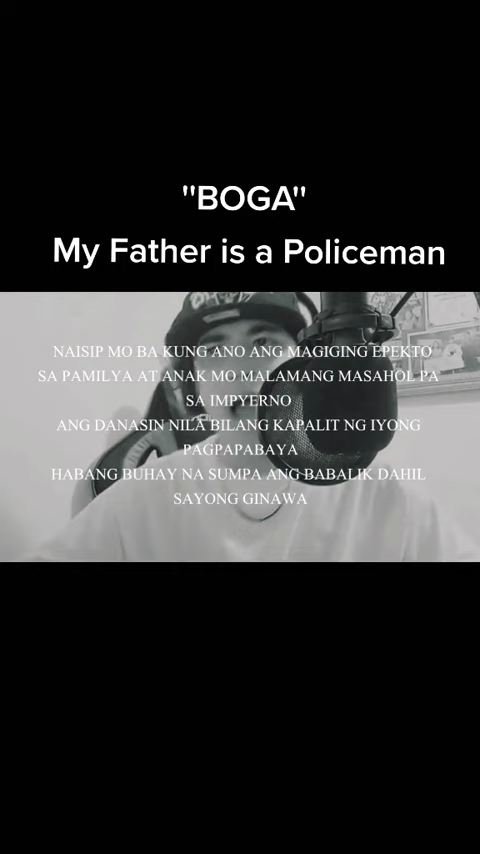 "BOGA"
My Father is a Policeman
NAISIP MO BA KUNG ANO ANG MAGIGING EPEKTO
SA PAMILYA AT ANAK MO MALAMANG MASAHOL PA
SA IMPYERNO
ANG DANASIN NILA BILANG KAPALIT NG IYONG
PAGPAPABAYA
HABANG BUHAY NA SUMPA ANG BABALIK DAHIL
SAYONG GINAWA